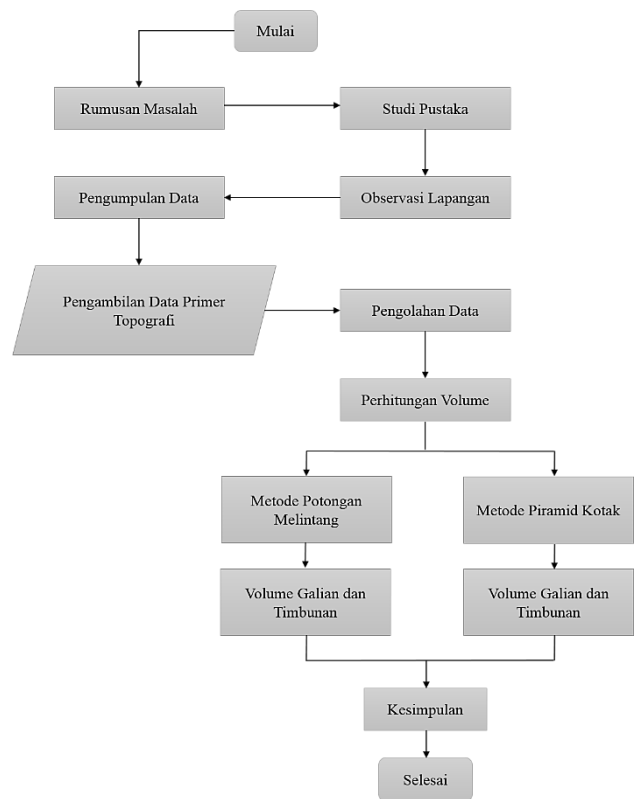 Mulai
Rumusan Masalah
Studi Pustaka
Pengumpulan Data
Observasi Lapangan
Pengambilan Data Primer
Topografi
Pengolahan Data
Perhitungan Volume
Metode Potongan
Melintang
Metode Piramid Kotak
Volume Galian dan
Timbunan
Volume Galian dan
Timbunan
Kesimpulan
Selesai